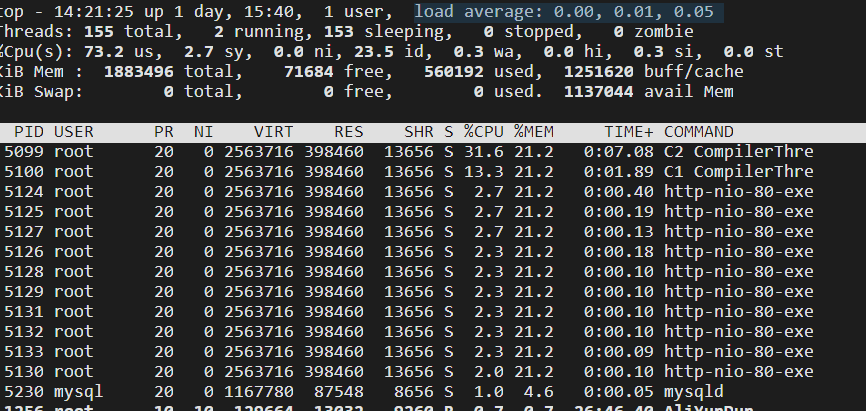 top - 14:21:25 up 1 day, 15:40,  1 user,  load average: 0.00, 0.01, 0.05
Threads: 155 total,   2 running, 153 sleeping,   0 stopped,   0 zombie
%Cpu(s): 73.2 us,  2.7 sy,  0.0 ni, 23.5 id,  0.3 wa,  0.0 hi,  0.3 si,  0.0 st
KiB Mem :  1883496 total,    71684 free,   560192 used,  1251620 buff/cache
KiB Swap:        0 total,        0 free,        0 used.  1137044 avail Mem
PID USER      PR  NI    VIRT    RES    SHR S %CPU %MEM     TIME+ COMMAND
5099 root      20   0 2563716 398460  13656 S 31.6 21.2   0:07.08 C2 CompilerThre
5100 root      20   0 2563716 398460  13656 S 13.3 21.2   0:01.89 C1 CompilerThre
5124 root      20   0 2563716 398460  13656 S  2.7 21.2   0:00.40 http-nio-80-exe
5125 root      20   0 2563716 398460  13656 S  2.7 21.2   0:00.19 http-nio-80-exe
5127 root      20   0 2563716 398460  13656 S  2.7 21.2   0:00.13 http-nio-80-exe
5126 root      20   0 2563716 398460  13656 S  2.3 21.2   0:00.18 http-nio-80-exe
5128 root      20   0 2563716 398460  13656 S  2.3 21.2   0:00.10 http-nio-80-exe
5129 root      20   0 2563716 398460  13656 S  2.3 21.2   0:00.10 http-nio-80-exe
5131 root      20   0 2563716 398460  13656 S  2.3 21.2   0:00.10 http-nio-80-exe
5132 root      20   0 2563716 398460  13656 S  2.3 21.2   0:00.10 http-nio-80-exe
5133 root      20   0 2563716 398460  13656 S  2.3 21.2   0:00.09 http-nio-80-exe
5130 root      20   0 2563716 398460  13656 S  2.0 21.2   0:00.10 http-nio-80-exe
5230 mysql     20   0 1167780  87548   8656 S  1.0  4.6   0:00.05 mysqld
1256 root      10 -10  129664  13032   9260 R  0.7  0.7  26:46.40 AliYunDun